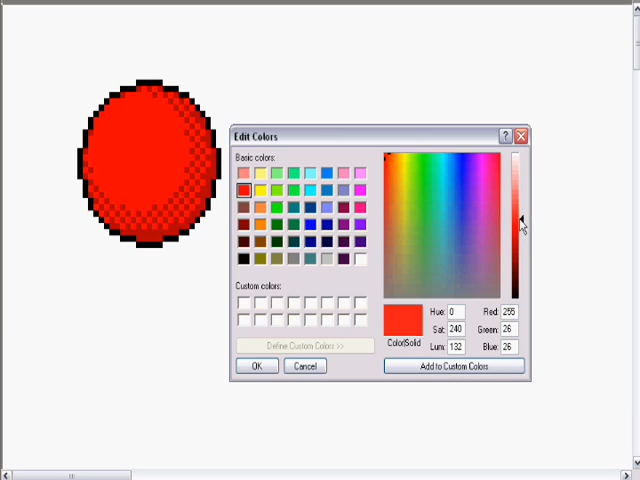 Edit Colors
Basic colors:
Custom colors:
Define Custom Colors >>
OK
Cancel
Color|Solid
Hue: 0
Sat: 240
Lum: 132
Red: 255
Green: 26
Blue: 26
Add to Custom Colors